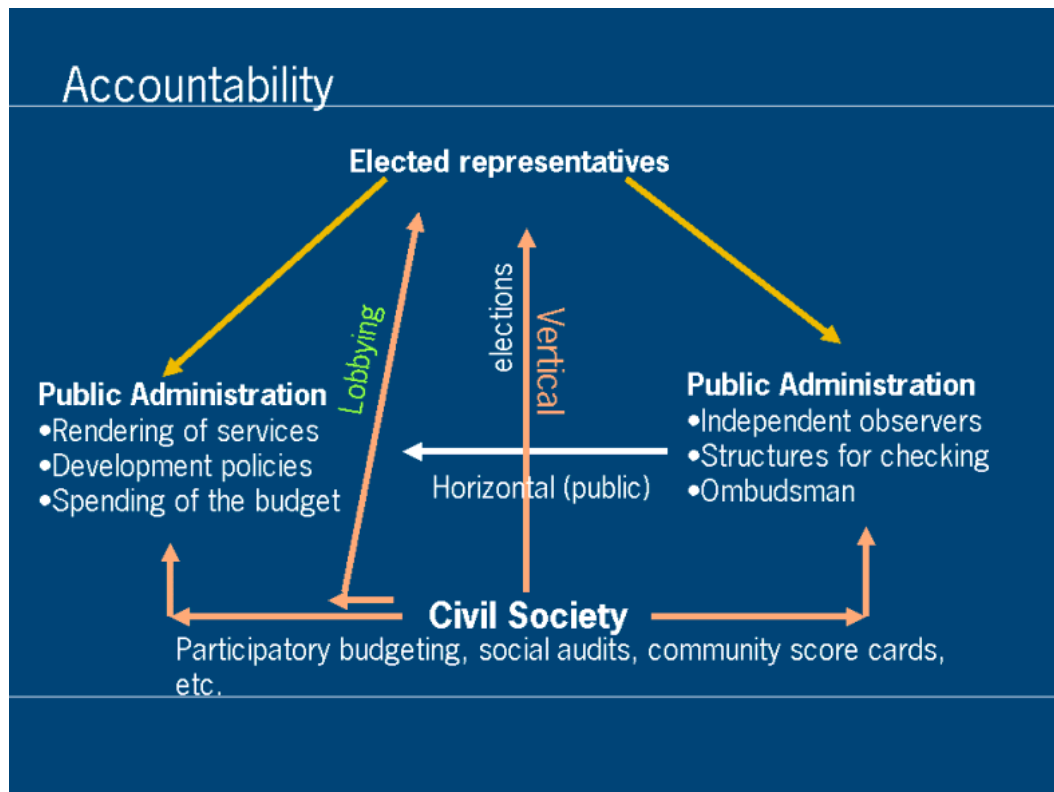 Accountability
Elected representatives
Lobbying
elections
Vertical
Public Administration
•Rendering of services
•Development policies
•Spending of the budget
Public Administration
•Independent observers
•Structures for checking
•Ombudsman
Horizontal (public)
Civil Society
Participatory budgeting, social audits, community score cards,
etc.